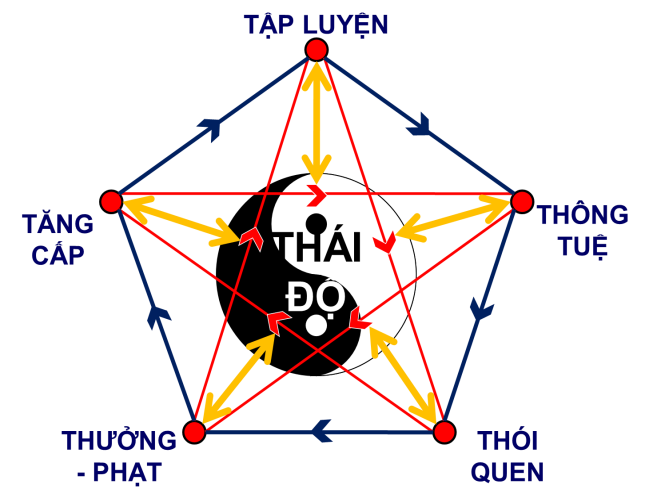 TẬP LUYỆN
TĂNG
CẤP
THÔNG
TUỆ
THÁI
ĐỘ
THƯỞNG
- PHẠT
THÓI
QUEN